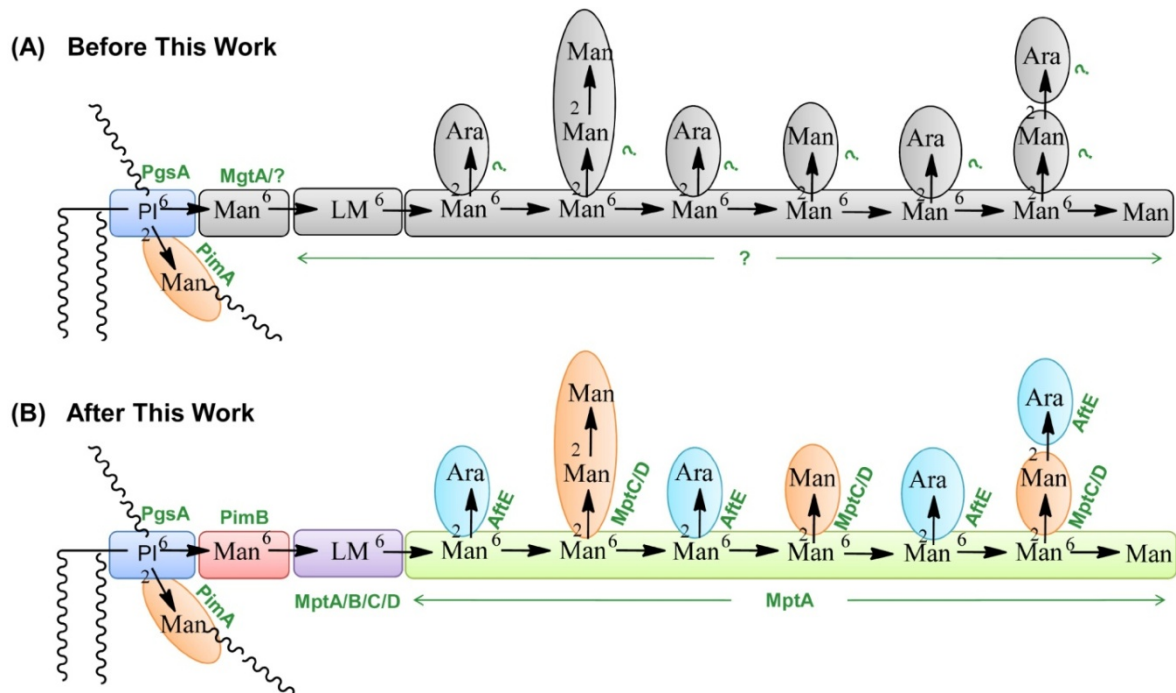 (A) Before This Work
Man
Ara
Ara ? 2 Man ? Ara ? Man ? Ara ? 2 Man ?
PgsA MgtA/?
PI 6 Man 6 LM 6 2 Man 6 2 Man 6 2 Man 6 2 Man 6 2 Man 6 2 Man 6 Man
2 Man PimA
?
(B) After This Work
Man
Ara AftE
Ara AftE 2 Man MptC/D Ara AftE Man MptC/D Ara AftE 2 Man MptC/D
PgsA PimB
PI 6 Man 6 LM 6 2 Man 6 2 Man 6 2 Man 6 2 Man 6 2 Man 6 2 Man 6 Man
2 Man PimA
MptA/B/C/D MptA